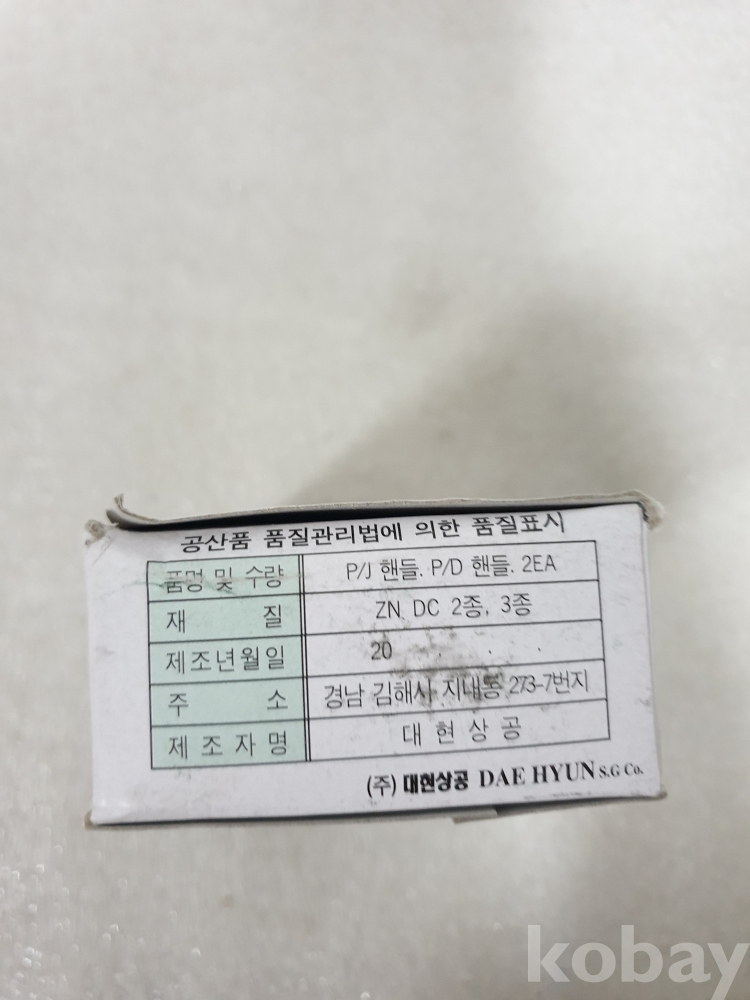 공산품 품질관리법에 의한 품질표시
품명 및 수량 P/J 핸들. P/D 핸들. 2EA
재 질 ZN DC 2종, 3종
제조년월일 20 . . .
주 소 경남 김해시 지내동 273-7번지
제 조 자 명 대 현 상 공
(주) 대현상공 DAE HYUN S.G Co.
kobay